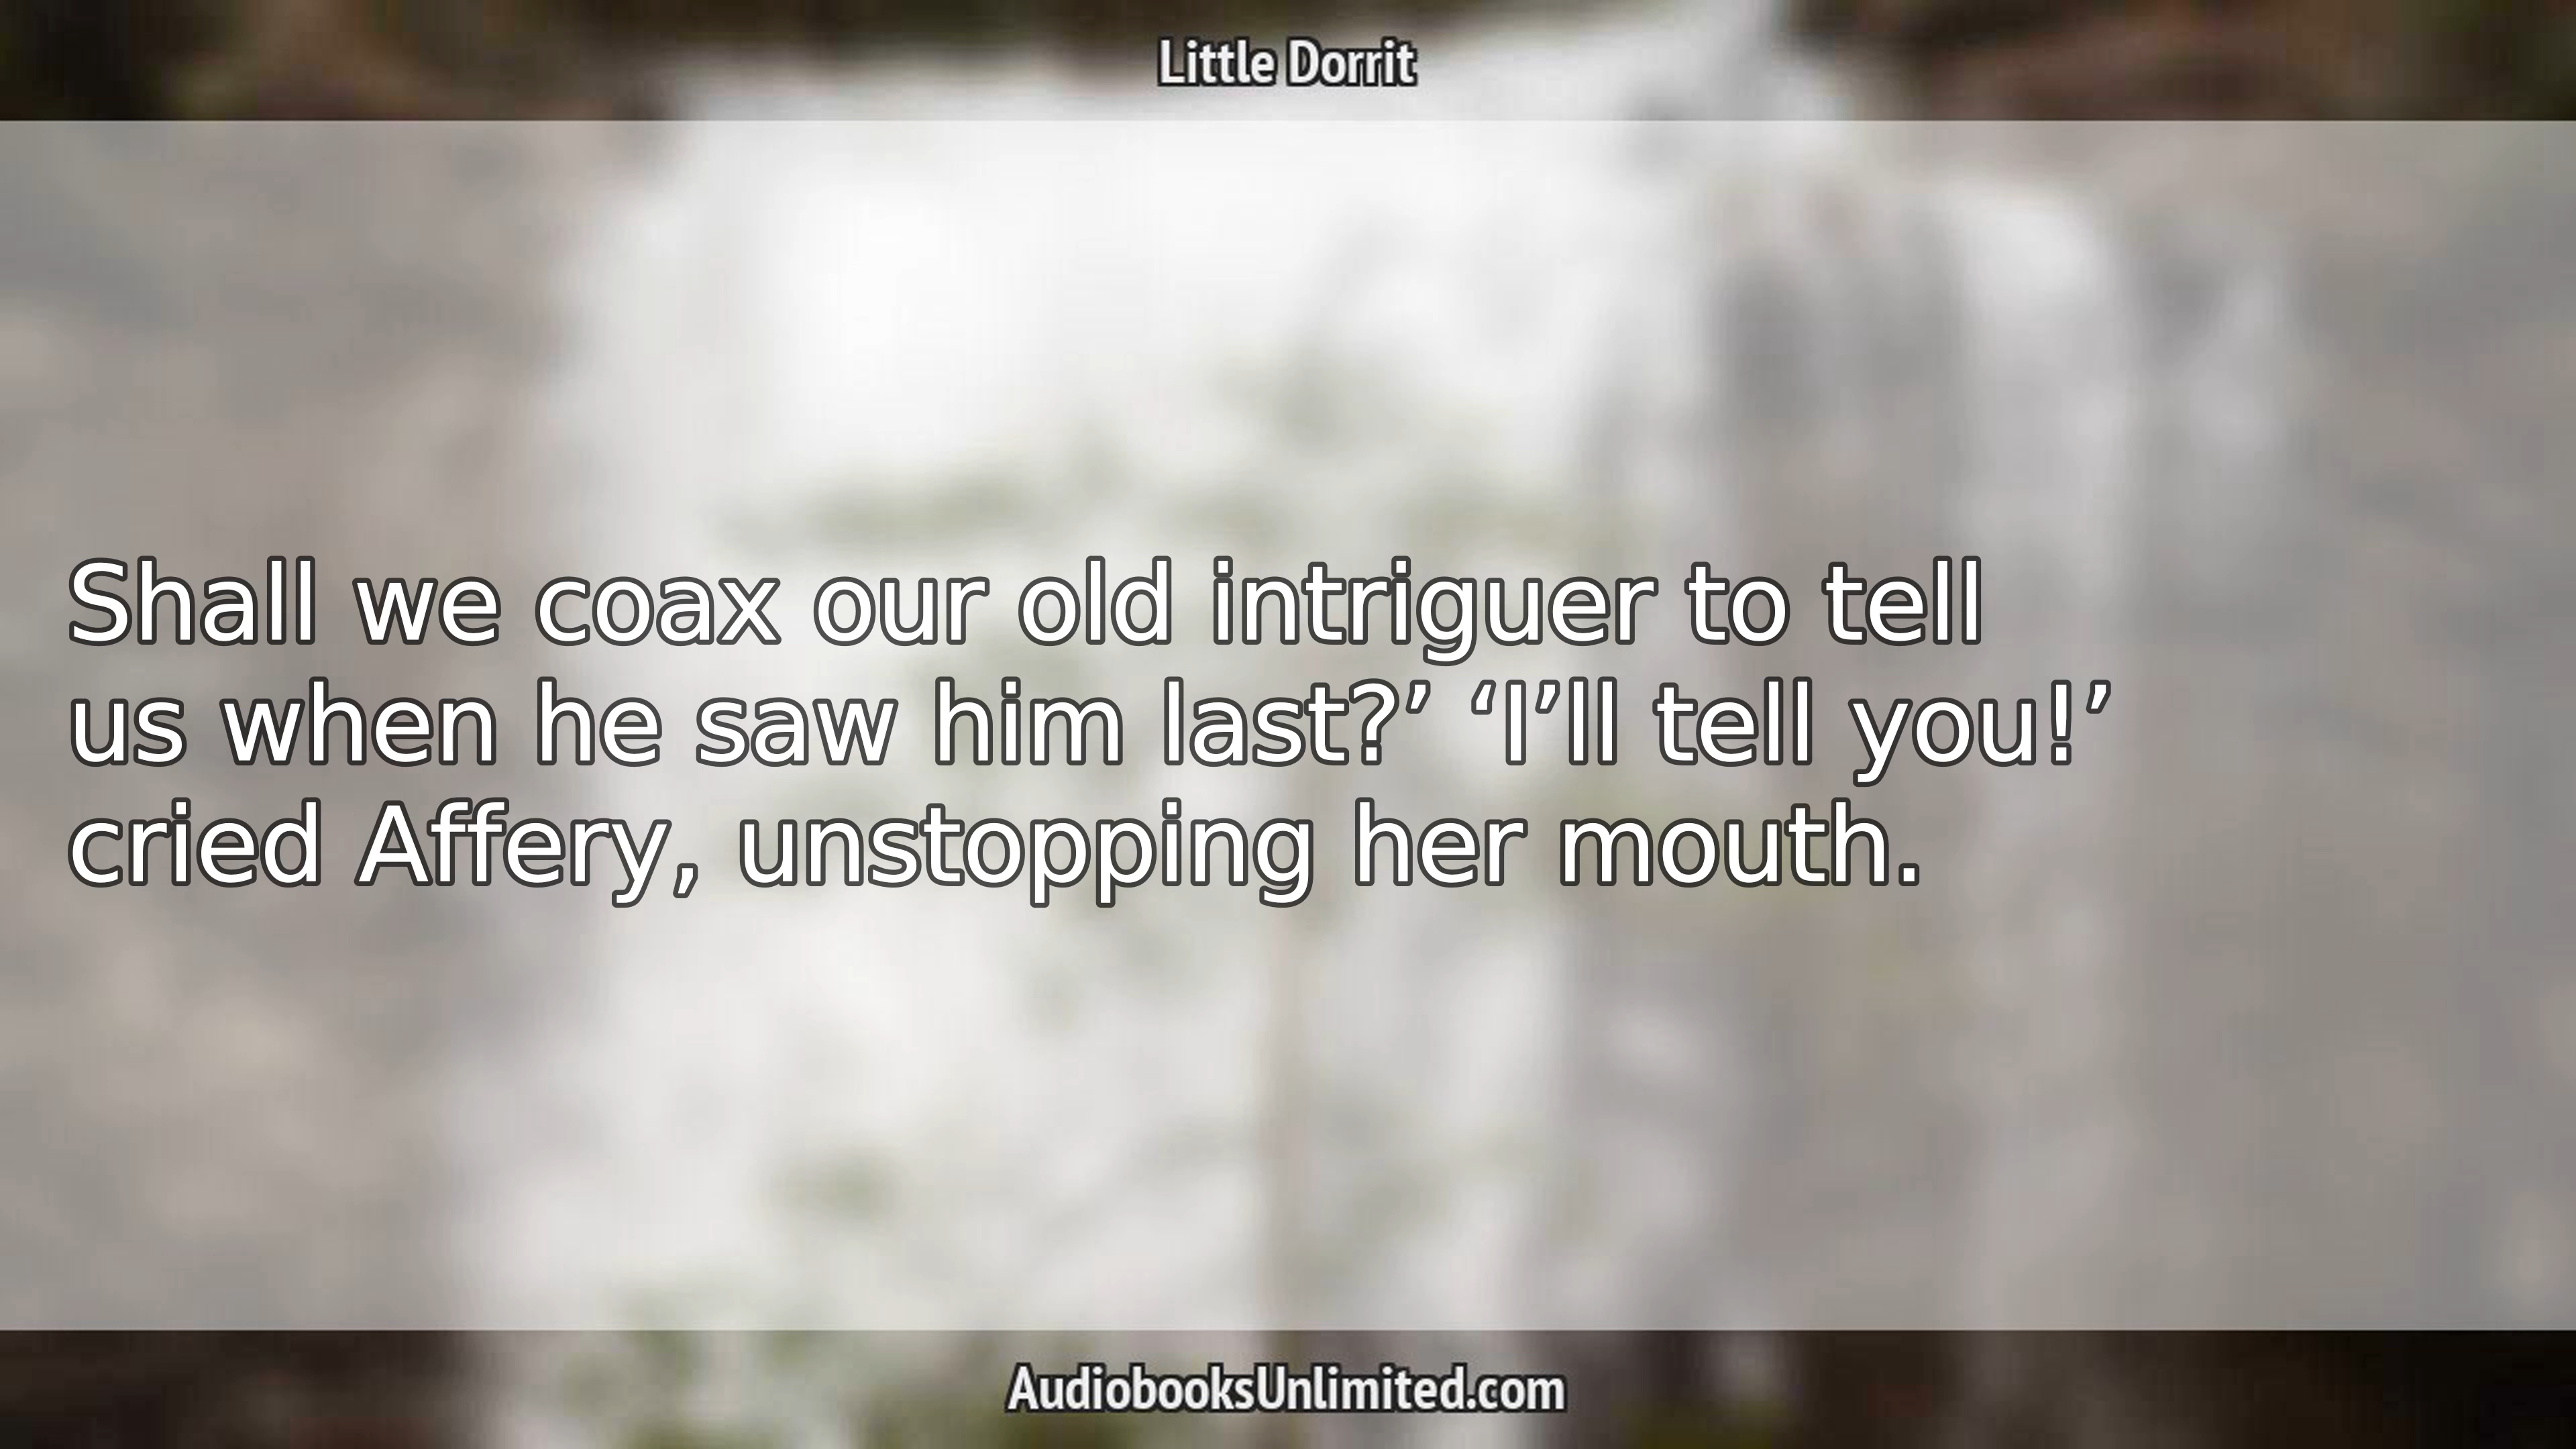 Little Dorrit
Shall we coax our old intriguer to tell
us when he saw him last?’ ‘I’ll tell you!’
cried Affery, unstopping her mouth.
AudiobooksUnlimited.com